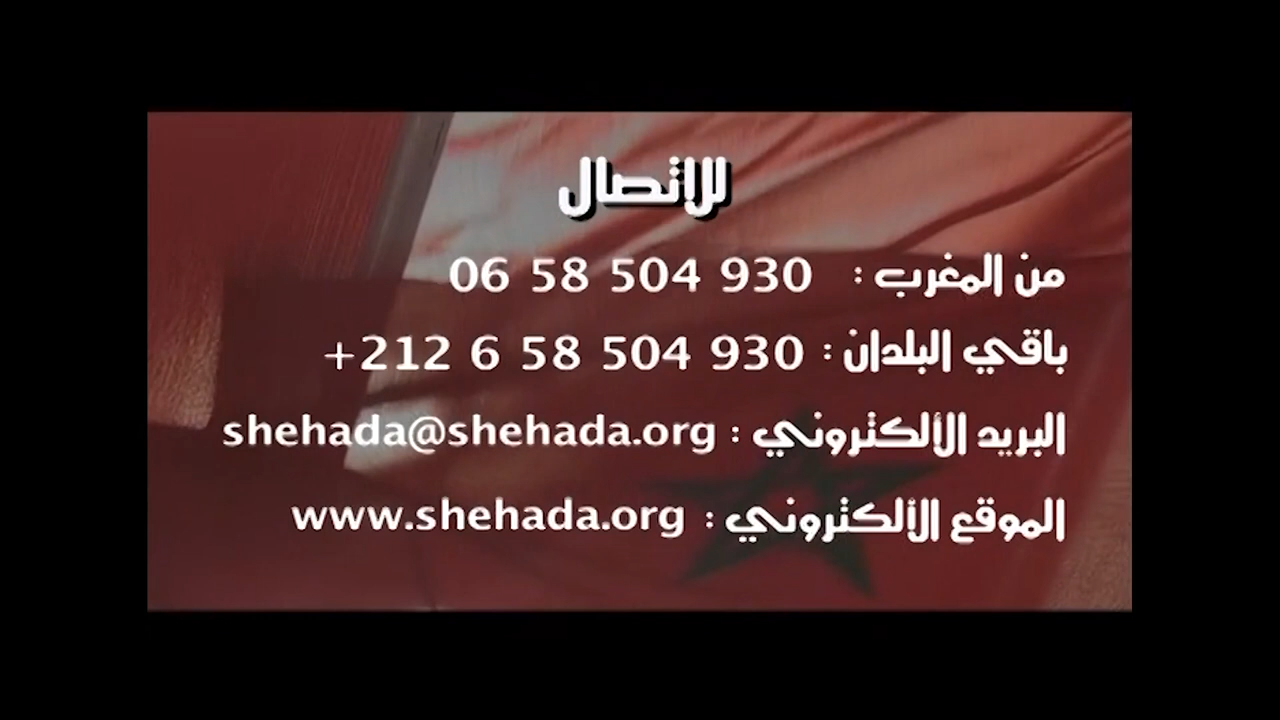 للإتصال
من المغرب : 06 58 504 930
باقي البلدان : +212 6 58 504 930
البريد الألكتروني : shehada@shehada.org
الموقع الألكتروني : www.shehada.org